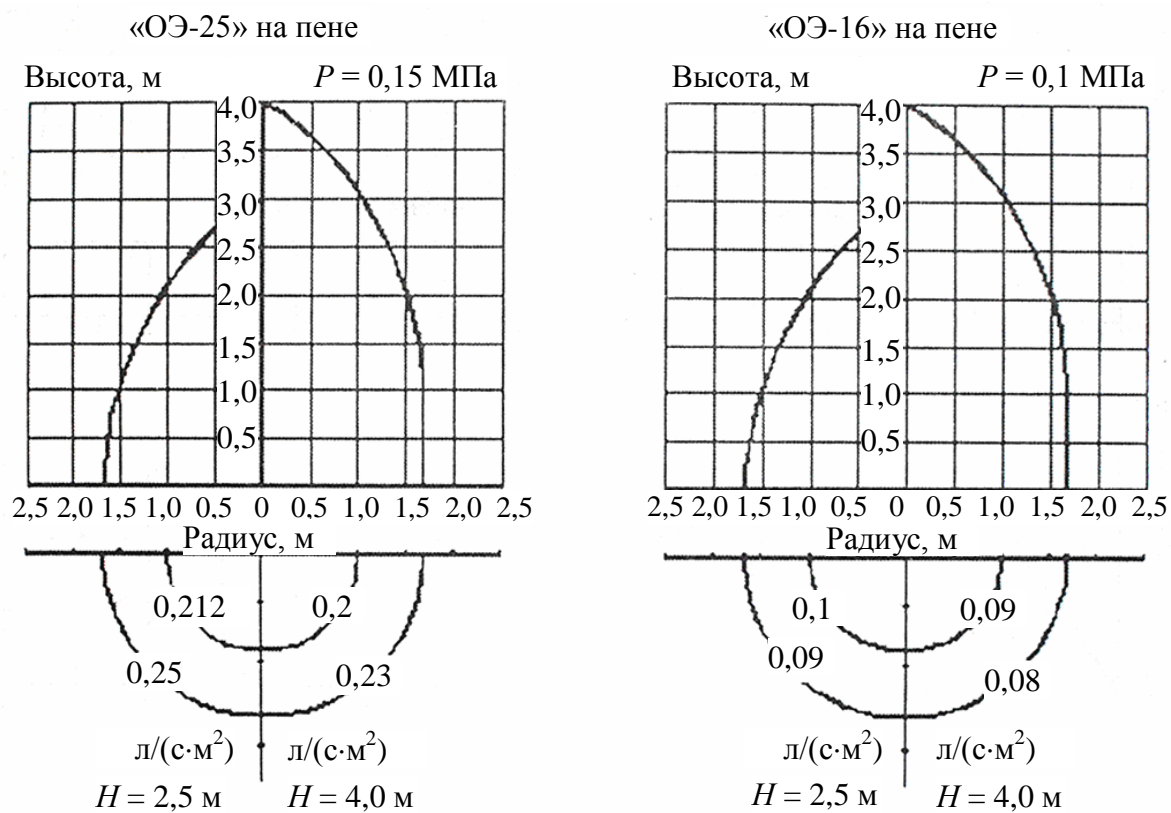 «ОЭ-25» на пене
Высота, м
P = 0,15 МПа
4,0
3,5
3,0
2,5
2,0
1,5
1,0
0,5
2,5 2,0 1,5 1,0 0,5 0 0,5 1,0 1,5 2,0 2,5
Радиус, м
0,212 0,2
0,25 0,23
л/(с·м²) л/(с·м²)
H = 2,5 м H = 4,0 м
«ОЭ-16» на пене
Высота, м
P = 0,1 МПа
4,0
3,5
3,0
2,5
2,0
1,5
1,0
0,5
2,5 2,0 1,5 1,0 0,5 0 0,5 1,0 1,5 2,0 2,5
Радиус, м
0,1 0,09
0,09 0,08
л/(с·м²) л/(с·м²)
H = 2,5 м H = 4,0 м